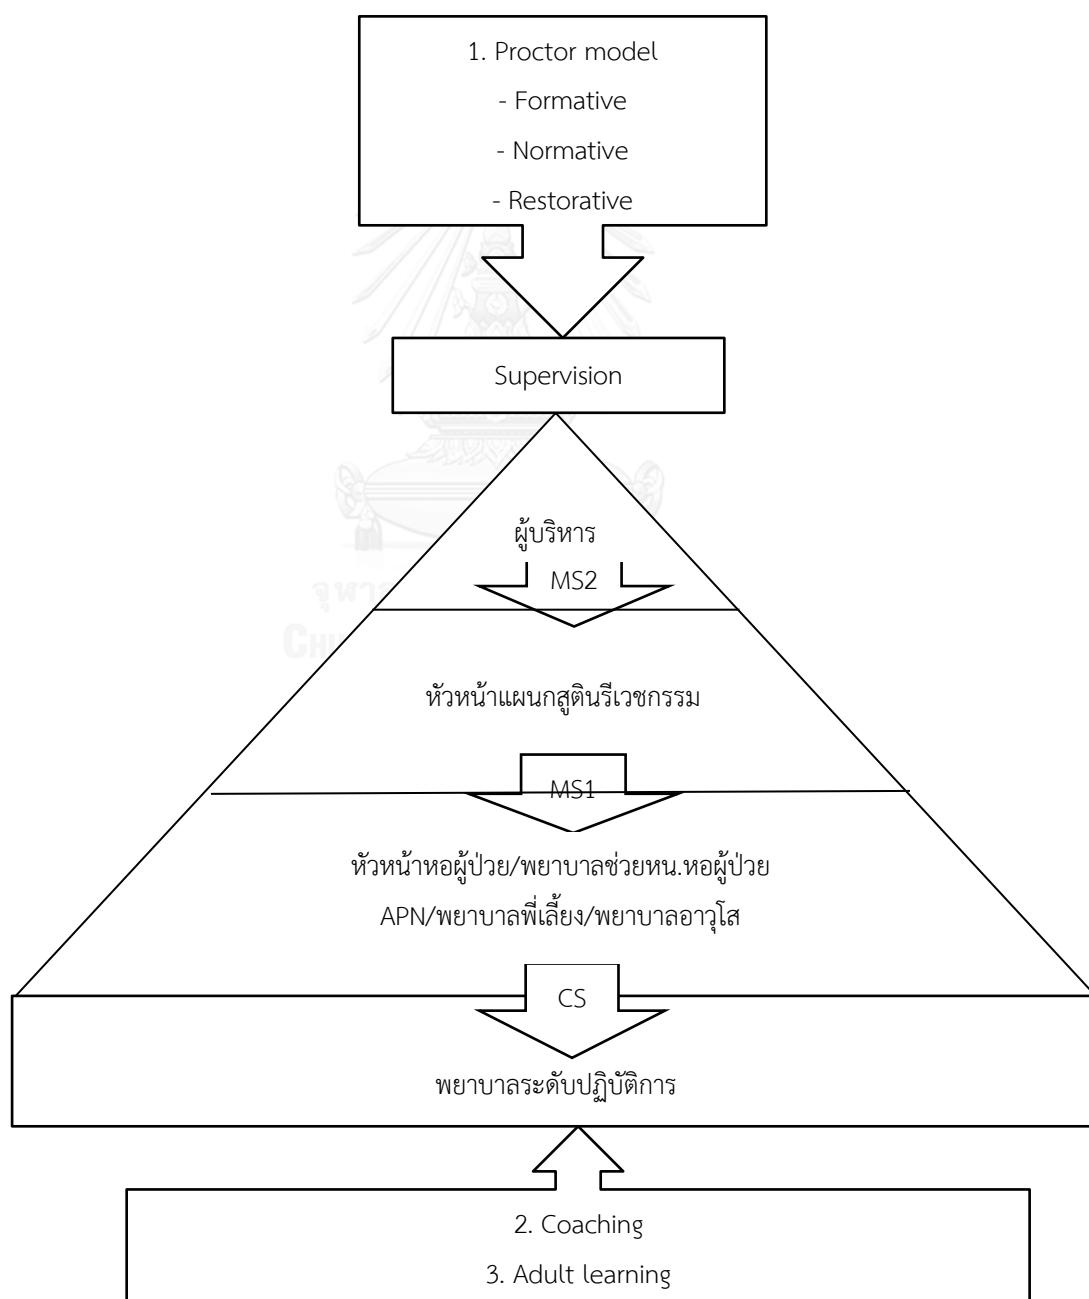 1. Proctor model
- Formative
- Normative
- Restorative
Supervision
ผู้บริหาร
MS2
หัวหน้าแผนกสูตินรีเวชกรรม
MS1
หัวหน้าหอผู้ป่วย/พยาบาลช่วยหน.หอผู้ป่วย
APN/พยาบาลพี่เลี้ยง/พยาบาลอาวุโส
CS
พยาบาลระดับปฏิบัติการ
2. Coaching
3. Adult learning